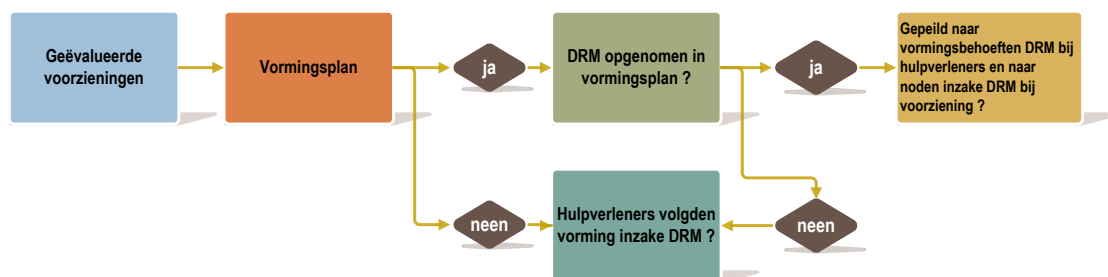 Geëvalueerde
voorzieningen
Vormingsplan
ja
DRM opgenomen in
vormingsplan ?
ja
Gepeild naar
vormingsbehoeften DRM bij
hulpverleners en naar
noden inzake DRM bij
voorziening ?
neen
Hulpverleners volgden
vorming inzake DRM ?
neen